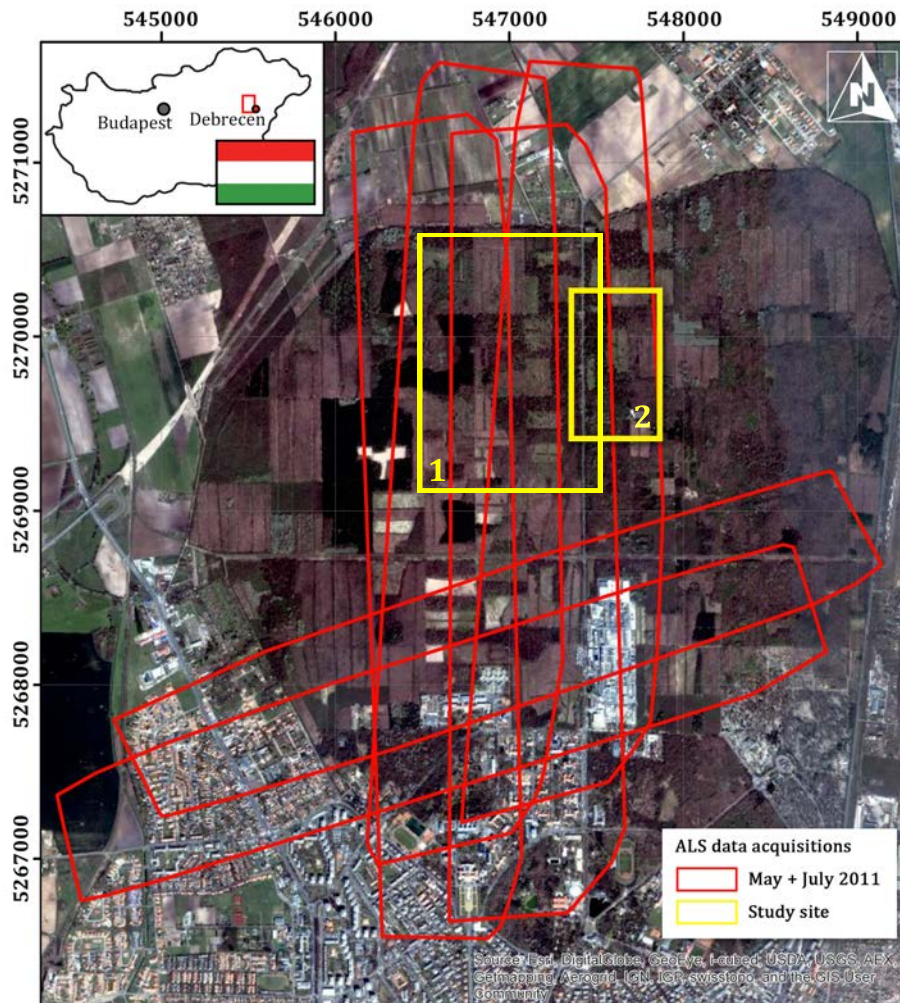 545000 546000 547000 548000 549000
5271000
5270000
5269000
5268000
5267000
Budapest
Debrecen
N
1
2
ALS data acquisitions
May + July 2011
Study site
Source: Esri, DigitalGlobe, GeoEye, i-cubed, USDA, USGS, AEX,
Getmapping, Aerogrid, IGN, IGP, swisstopo, and the GIS User
Community